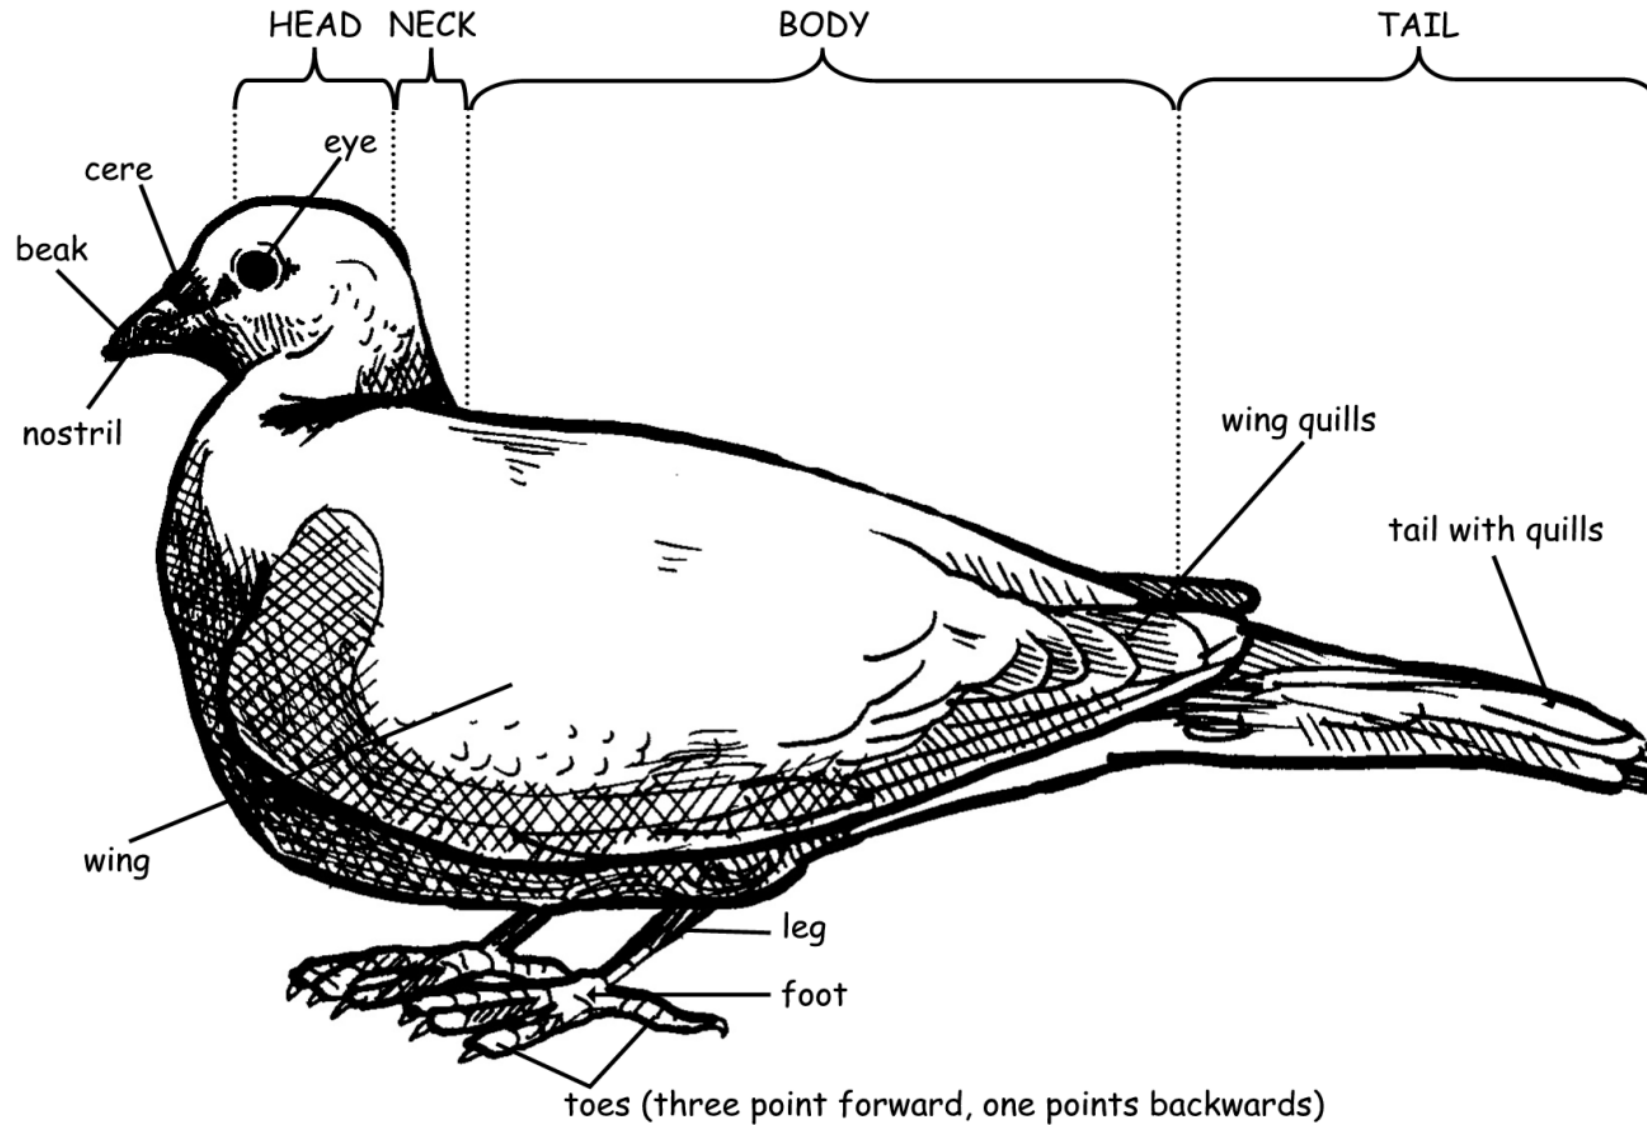 HEAD NECK BODY TAIL
eye
cere
beak
nostril
wing quills
tail with quills
wing
leg
foot
toes (three point forward, one points backwards)